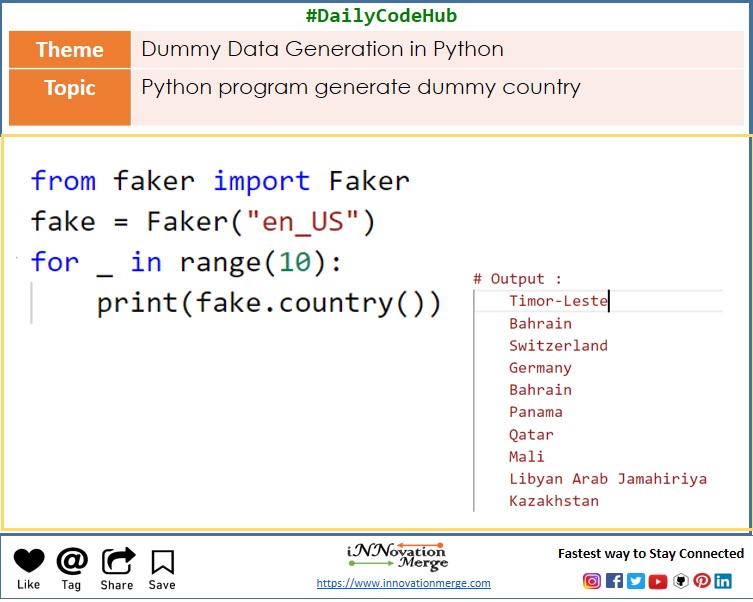 #DailyCodeHub
Theme
Dummy Data Generation in Python
Topic
Python program generate dummy country
from faker import Faker
fake = Faker("en_US")
for _ in range(10):
    print(fake.country())
# Output :
Timor-Leste
Bahrain
Switzerland
Germany
Bahrain
Panama
Qatar
Mali
Libyan Arab Jamahiriya
Kazakhstan
Like
Tag
Share
Save
iNNovation
Merge
https://www.innovationmerge.com
Fastest way to Stay Connected